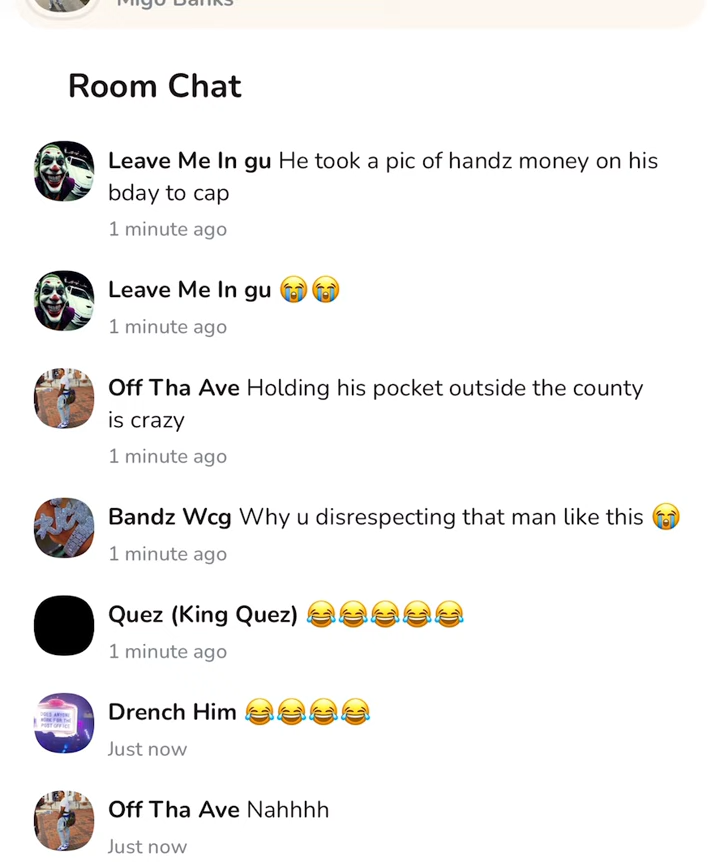 Migo Banks
Room Chat
Leave Me In gu He took a pic of handz money on his
bday to cap
1 minute ago
Leave Me In gu 😭😭
1 minute ago
Off Tha Ave Holding his pocket outside the county
is crazy
1 minute ago
Bandz Wcg Why u disrespecting that man like this 😭
1 minute ago
Quez (King Quez) 😂😂😂😂😂
1 minute ago
Drench Him 😂😂😂😂
Just now
Off Tha Ave Nahhhh
Just now